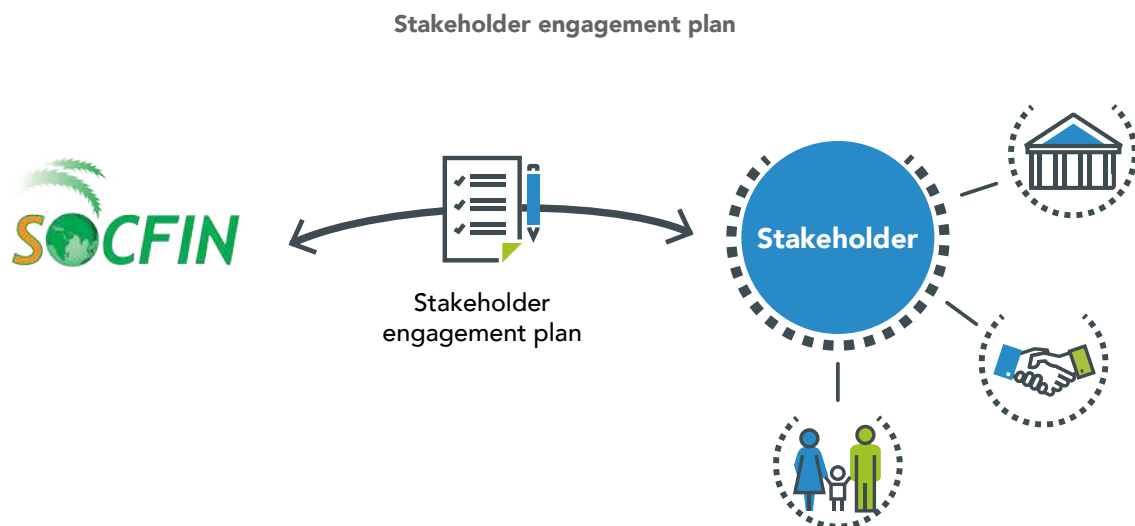 Stakeholder engagement plan
SOCFIN
Stakeholder
engagement plan
Stakeholder